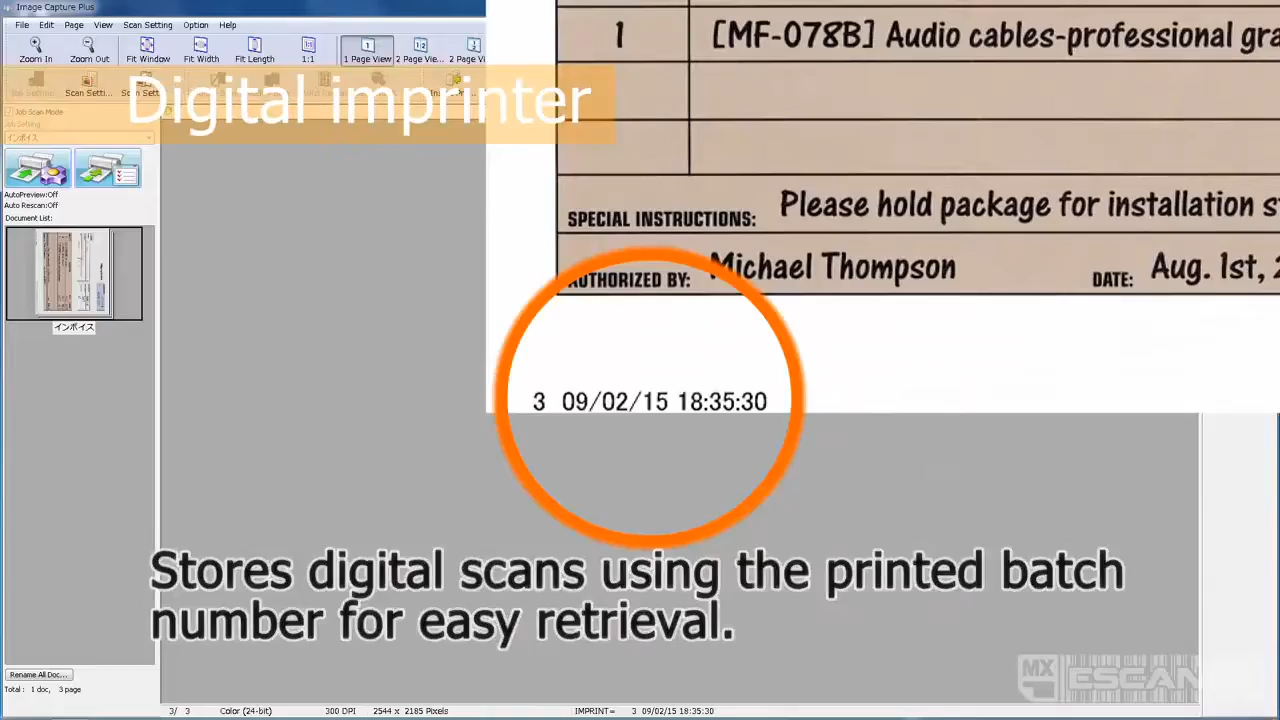 Image Capture Plus
File Edit Page View Scan Setting Option Help
Zoom In Zoom Out Fit Window Fit Width Fit Length 1:1 1 Page View 2 Page Vie... 2 Page Vi
Scan Setti...
Digital imprinter
Job Scan Mode
Job Setting
インボイス
AutoPreview:Off
Auto Rescan:Off
Document List:
インボイス
1 [MF-078B] Audio cables-professional gra
SPECIAL INSTRUCTIONS: Please hold package for installation s
AUTHORIZED BY: Michael Thompson DATE: Aug. 1st, 2
3 09/02/15 18:35:30
Stores digital scans using the printed batch
number for easy retrieval.
Rename All Doc...
Total : 1 doc, 3 page
MX ESCAN
3/ 3 Color (24-bit) 300 DPI 2544 x 2185 Pixels IMPRINT= 3 09/02/15 18:35:30